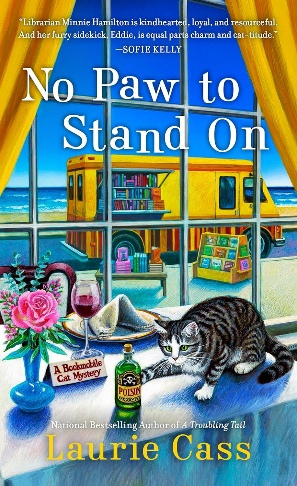 "Librarian Minnie Hamilton is kindhearted, loyal, and resourceful.
And her furry sidekick, Eddie, is equal parts charm and cat-titude."
—SOFIE KELLY
No Paw to
Stand On
A Bookmobile
Cat Mystery
POISON
National Bestselling Author of A Troubling Tail
Laurie Cass